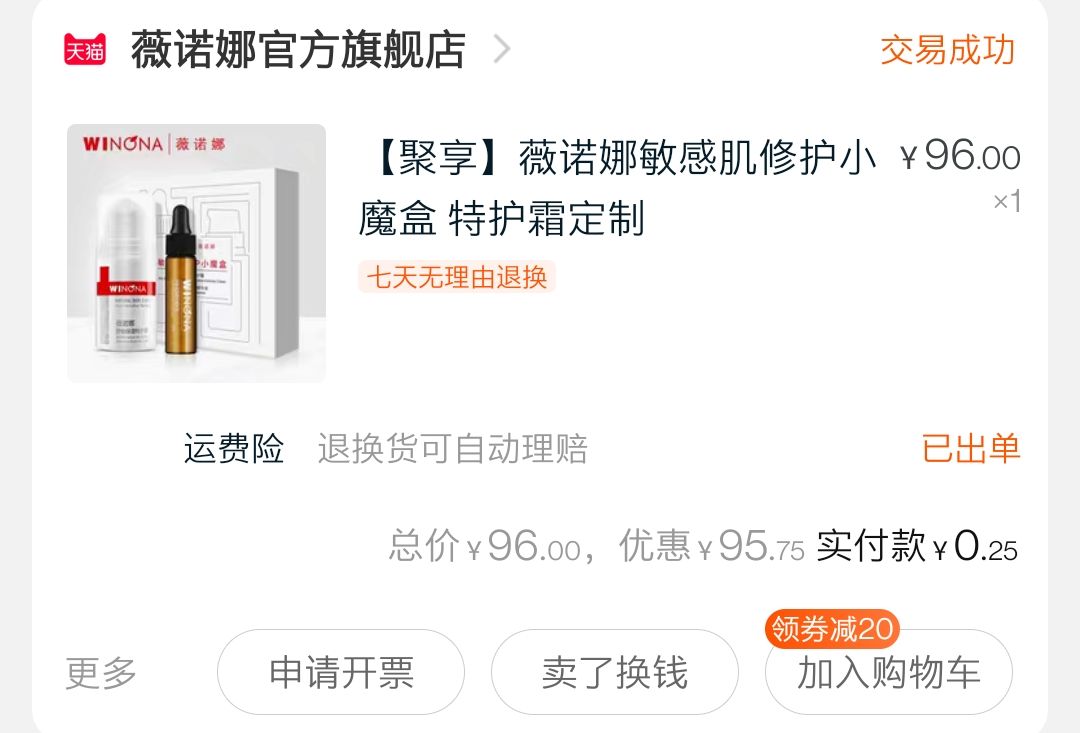 天猫 薇诺娜官方旗舰店 > 交易成功
WINONA 薇诺娜
【聚享】薇诺娜敏感肌修护小 ¥96.00
魔盒 特护霜定制 ×1
七天无理由退换
WINONA
WINONA
运费险 退换货可自动理赔 已出单
总价¥96.00，优惠¥95.75 实付款¥0.25
领券减20
更多 申请开票 卖了换钱 加入购物车